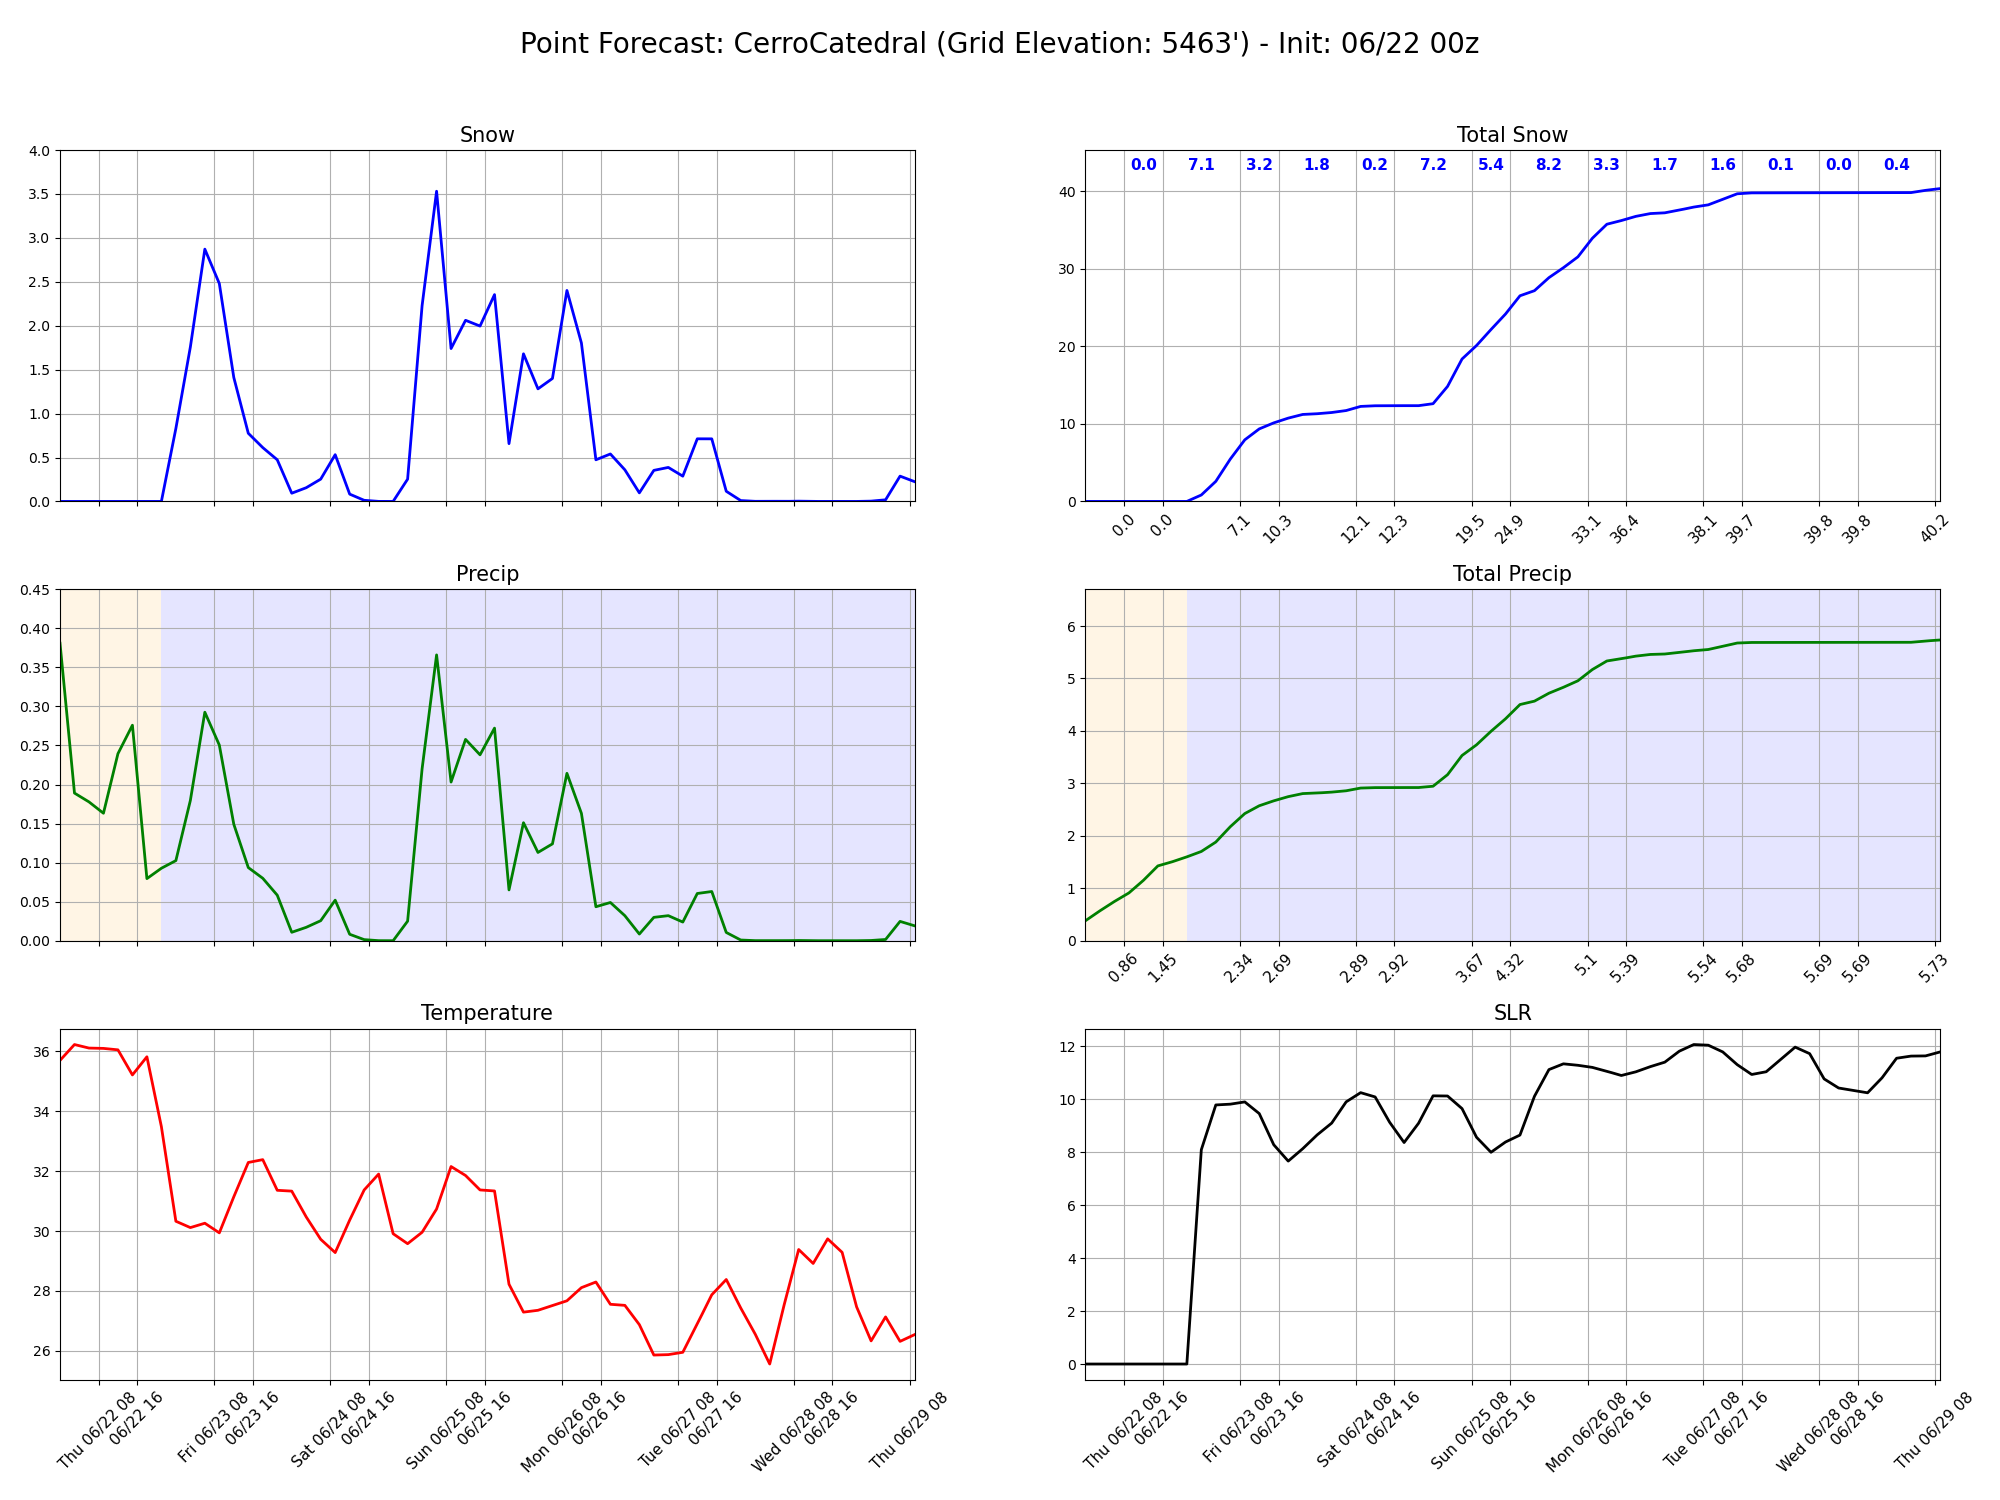 Point Forecast: CerroCatedral (Grid Elevation: 5463') - Init: 06/22 00z
Snow
4.0
3.5
3.0
2.5
2.0
1.5
1.0
0.5
0.0
Total Snow
0.0 7.1 3.2 1.8 0.2 7.2 5.4 8.2 3.3 1.7 1.6 0.1 0.0 0.4
40
30
20
10
0
0.0 0.0 7.1 10.3 12.1 12.3 19.5 24.9 33.1 36.4 38.1 39.7 39.8 39.8 40.2
Precip
0.45
0.40
0.35
0.30
0.25
0.20
0.15
0.10
0.05
0.00
Total Precip
6
5
4
3
2
1
0
0.86 1.45 2.34 2.69 2.89 2.92 3.67 4.32 5.1 5.39 5.54 5.68 5.69 5.69 5.73
Temperature
36
34
32
30
28
26
Thu 06/22 08
06/22 16
Fri 06/23 08
06/23 16
Sat 06/24 08
06/24 16
Sun 06/25 08
06/25 16
Mon 06/26 08
06/26 16
Tue 06/27 08
06/27 16
Wed 06/28 08
06/28 16
Thu 06/29 08
SLR
12
10
8
6
4
2
0
Thu 06/22 08
06/22 16
Fri 06/23 08
06/23 16
Sat 06/24 08
06/24 16
Sun 06/25 08
06/25 16
Mon 06/26 08
06/26 16
Tue 06/27 08
06/27 16
Wed 06/28 08
06/28 16
Thu 06/29 08